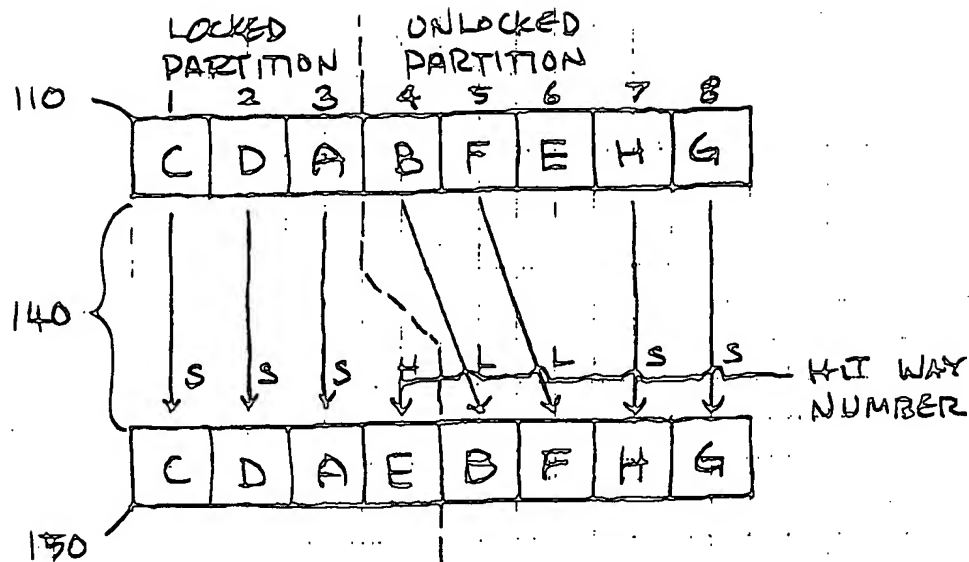 LOCKED PARTITION
UNLOCKED PARTITION
110
1 2 3 4 5 6 7 8
C D A B F E H G
140
S S S H L L S S
HIT WAY NUMBER
C D A E B F H G
150